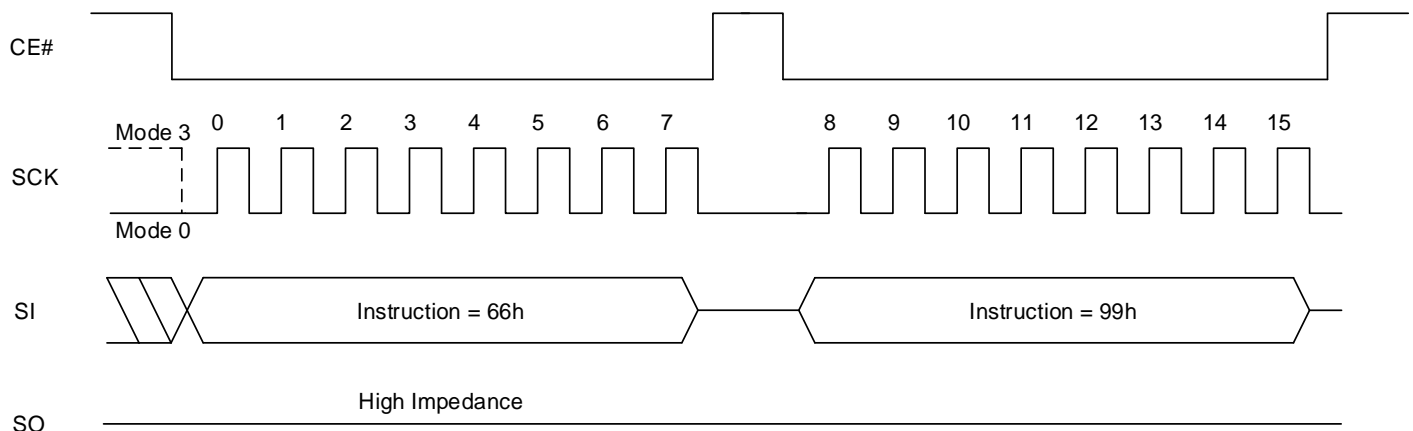 CE#
Mode 3
0 1 2 3 4 5 6 7 8 9 10 11 12 13 14 15
SCK
Mode 0
SI
Instruction = 66h
Instruction = 99h
High Impedance
SO